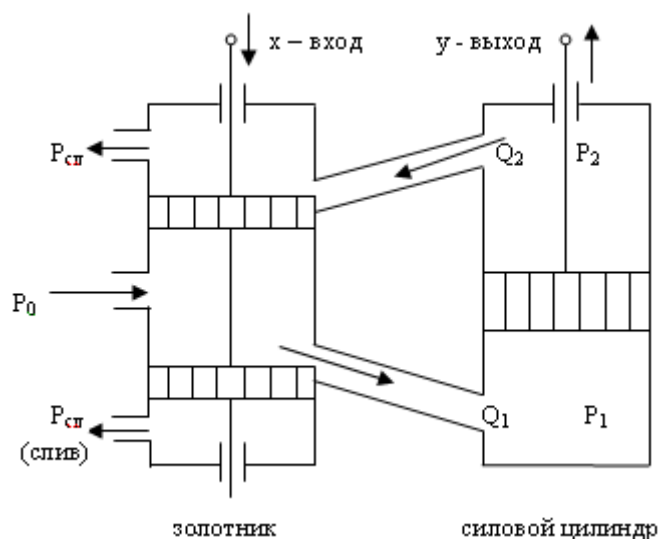 x – вход
y - выход
Pсл
Q2
P2
P0
Pсл
(слив)
Q1
P1
золотник
силовой цилиндр